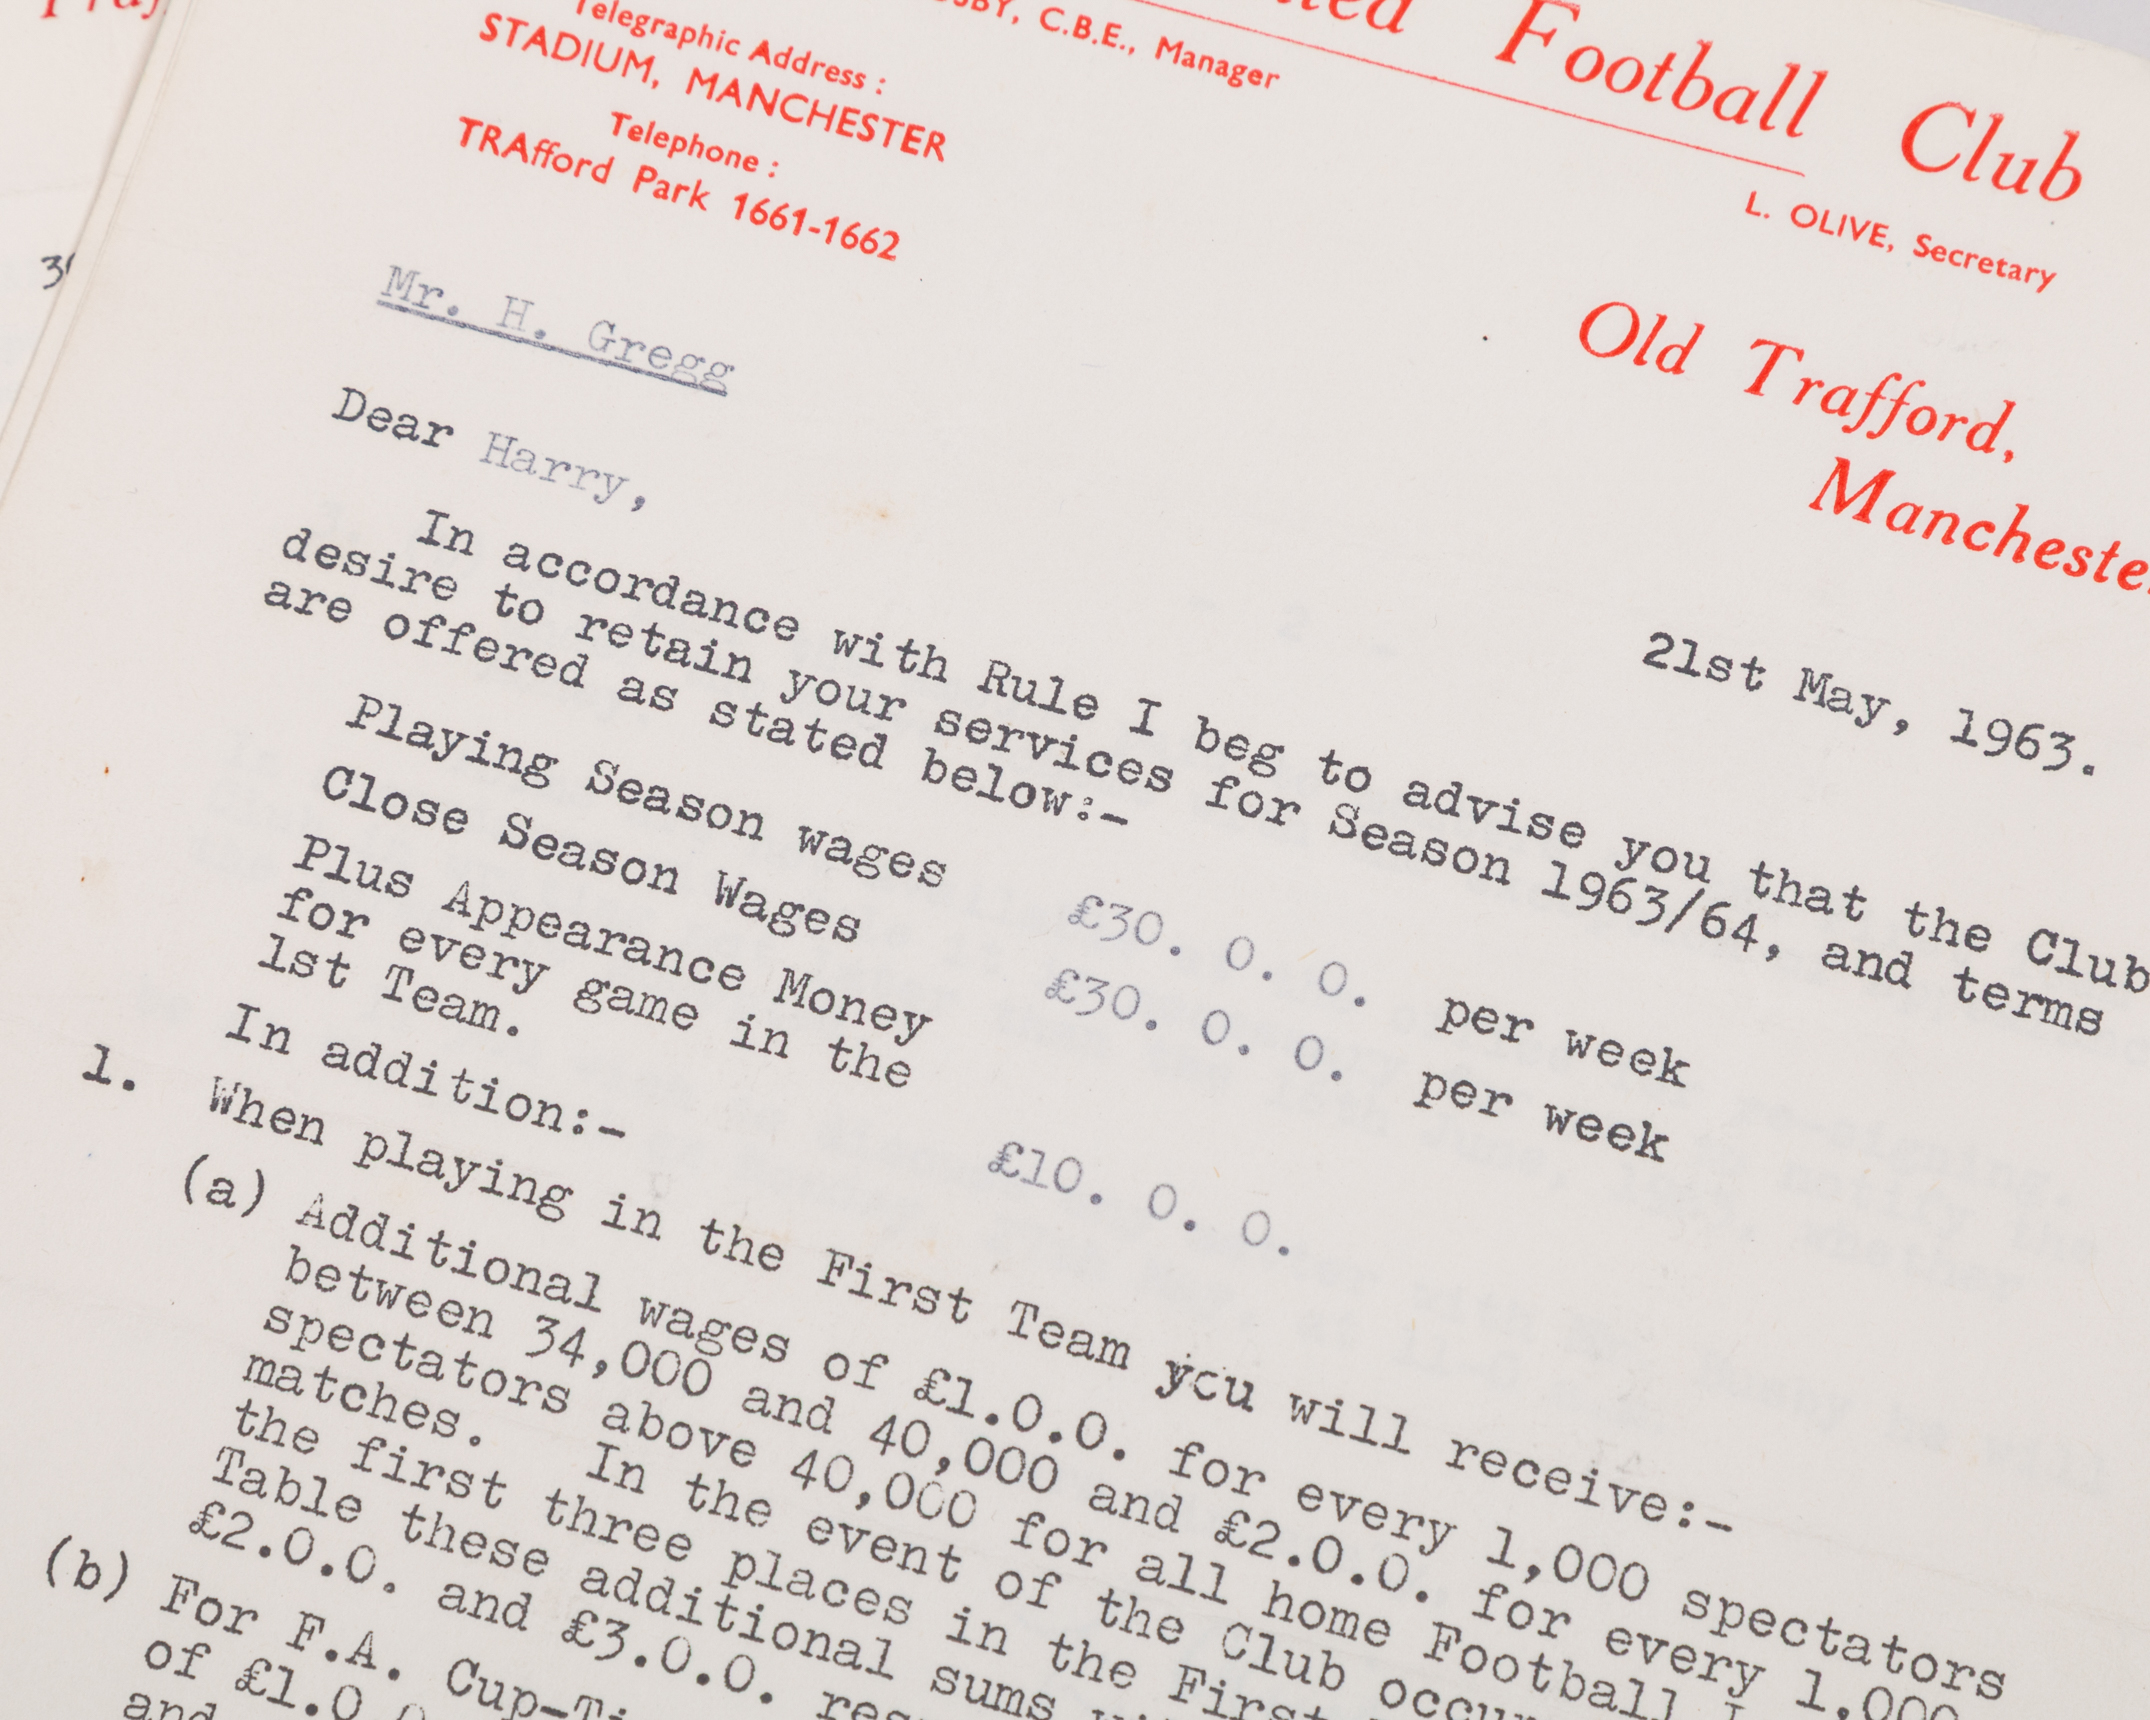 Football Club
C.B.E., Manager
L. OLIVE, Secretary
Telegraphic Address :
STADIUM, MANCHESTER
Telephone :
TRAfford Park 1661-1662
Old Trafford,
21st May, 1963.
Mr. H. Gregg
Dear Harry,
In accordance with Rule I beg to advise you that the Club
desire to retain your services for Season 1963/64, and terms
are offered as stated below:-
Playing Season wages £30. 0. 0. per week
Close Season Wages £30. 0. 0. per week
Plus Appearance Money
for every game in the
1st Team. £10. 0. 0.
In addition:-
1. When playing in the First Team you will receive:-
(a) Additional wages of £1.0.0. for every 1,000 spectators
between 34,000 and 40,000 and £2.0.0. for every 1,000
spectators above 40,000 for all home Football
matches. In the event of the Club
the first three places in the First
Table these additional sums
£2.0.0. and £3.0.0.
(b) For F.A.
of
and